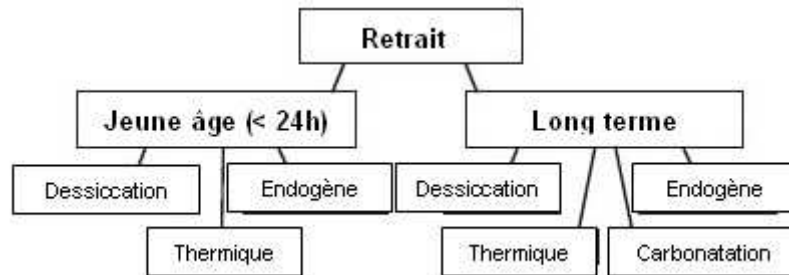 Retrait
Jeune âge (< 24h)
Long terme
Dessiccation
Endogène
Dessiccation
Endogène
Thermique
Thermique
Carbonatation